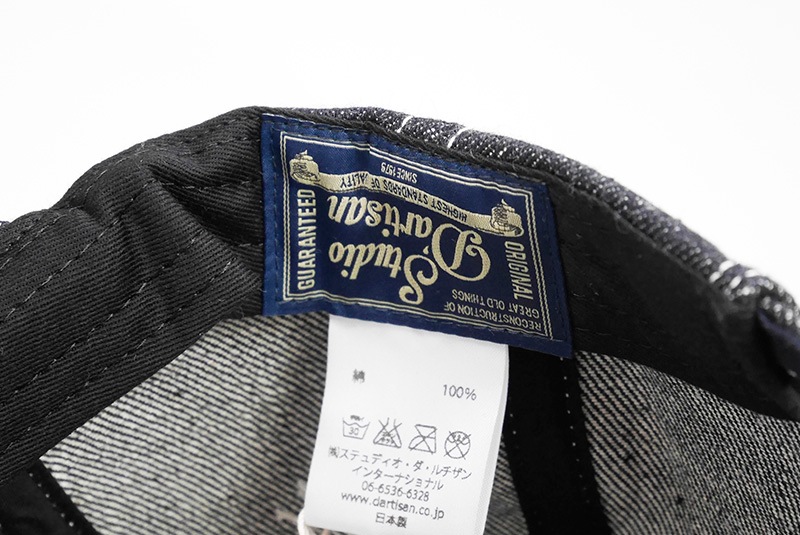 RECONSTRUCTION OF
GREAT OLD THINGS
ORIGINAL
GUARANTEED
Studio
D'artisan
HIGHEST STANDARDS OF QUALITY
SINCE 1979
綿 100%
30
㈱ステュディオ・ダ・ルチザン
インターナショナル
06-6536-6328
www.dartisan.co.jp
日本製